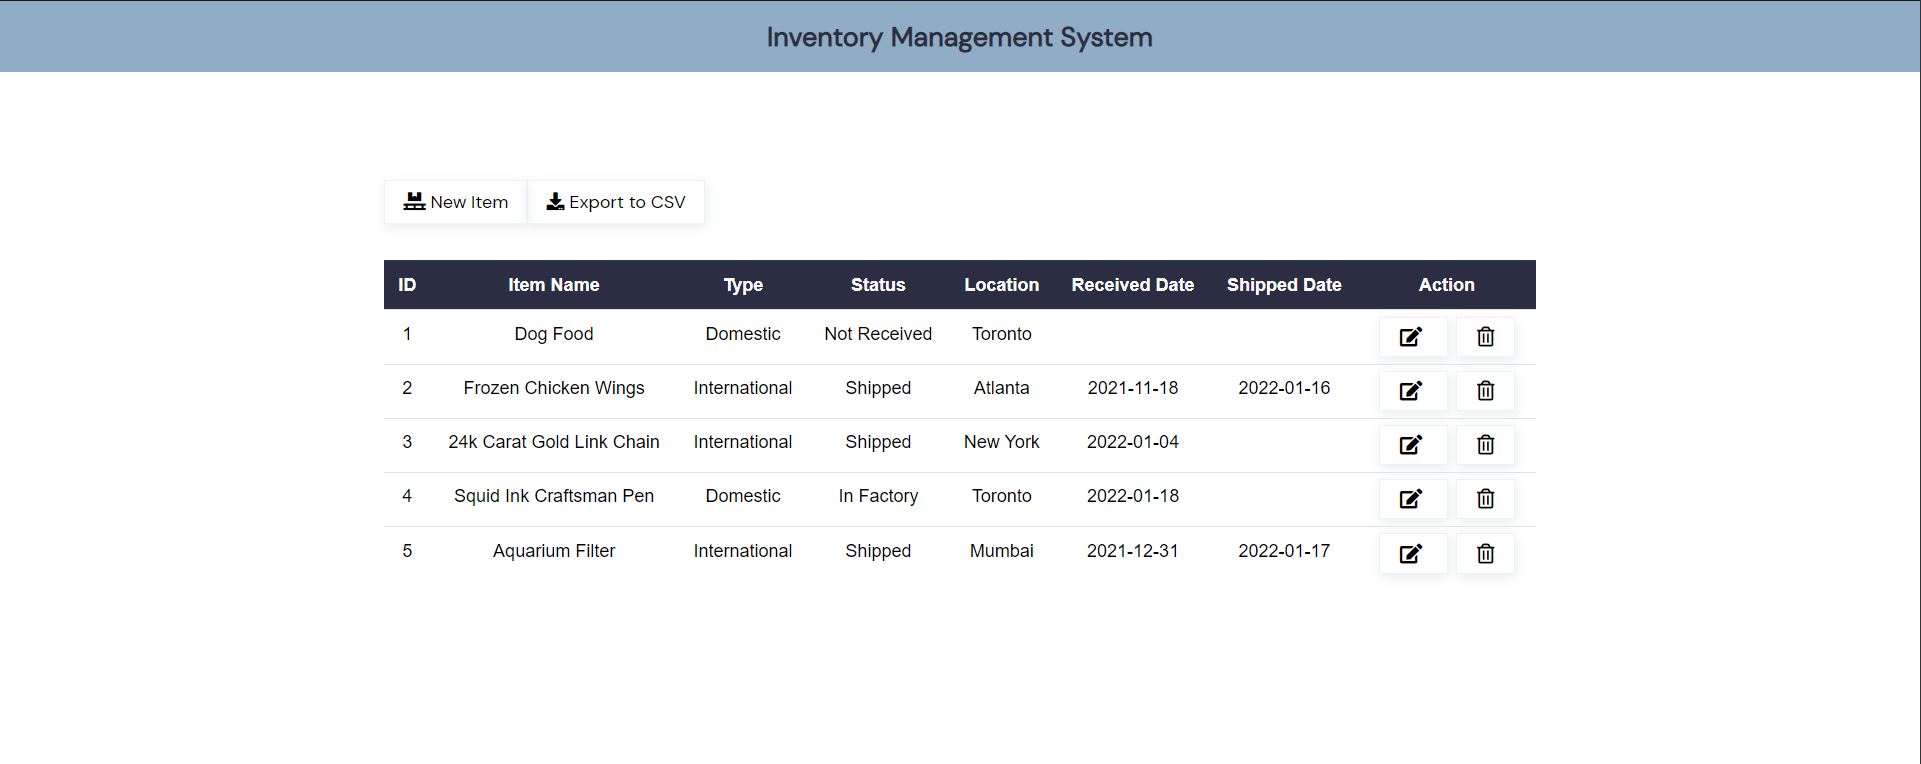 Inventory Management System
New Item Export to CSV
ID Item Name Type Status Location Received Date Shipped Date Action
1 Dog Food Domestic Not Received Toronto
2 Frozen Chicken Wings International Shipped Atlanta 2021-11-18 2022-01-16
3 24k Carat Gold Link Chain International Shipped New York 2022-01-04
4 Squid Ink Craftsman Pen Domestic In Factory Toronto 2022-01-18
5 Aquarium Filter International Shipped Mumbai 2021-12-31 2022-01-17